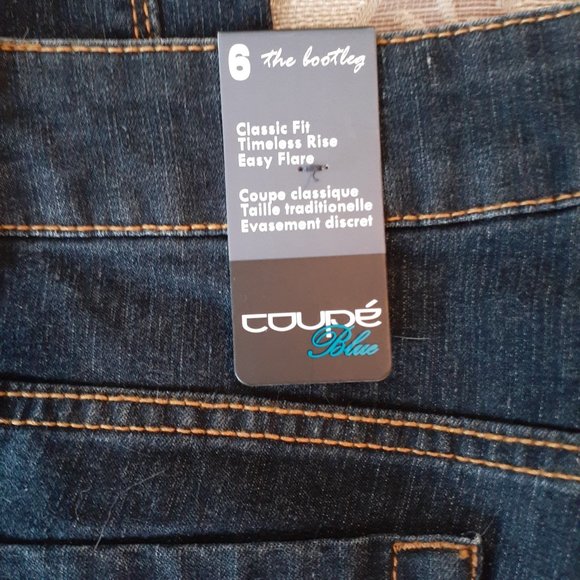 6 the bootleg
Classic Fit
Timeless Rise
Easy Flare
Coupe classique
Taille traditionelle
Evasement discret
COUPÉ
Blue